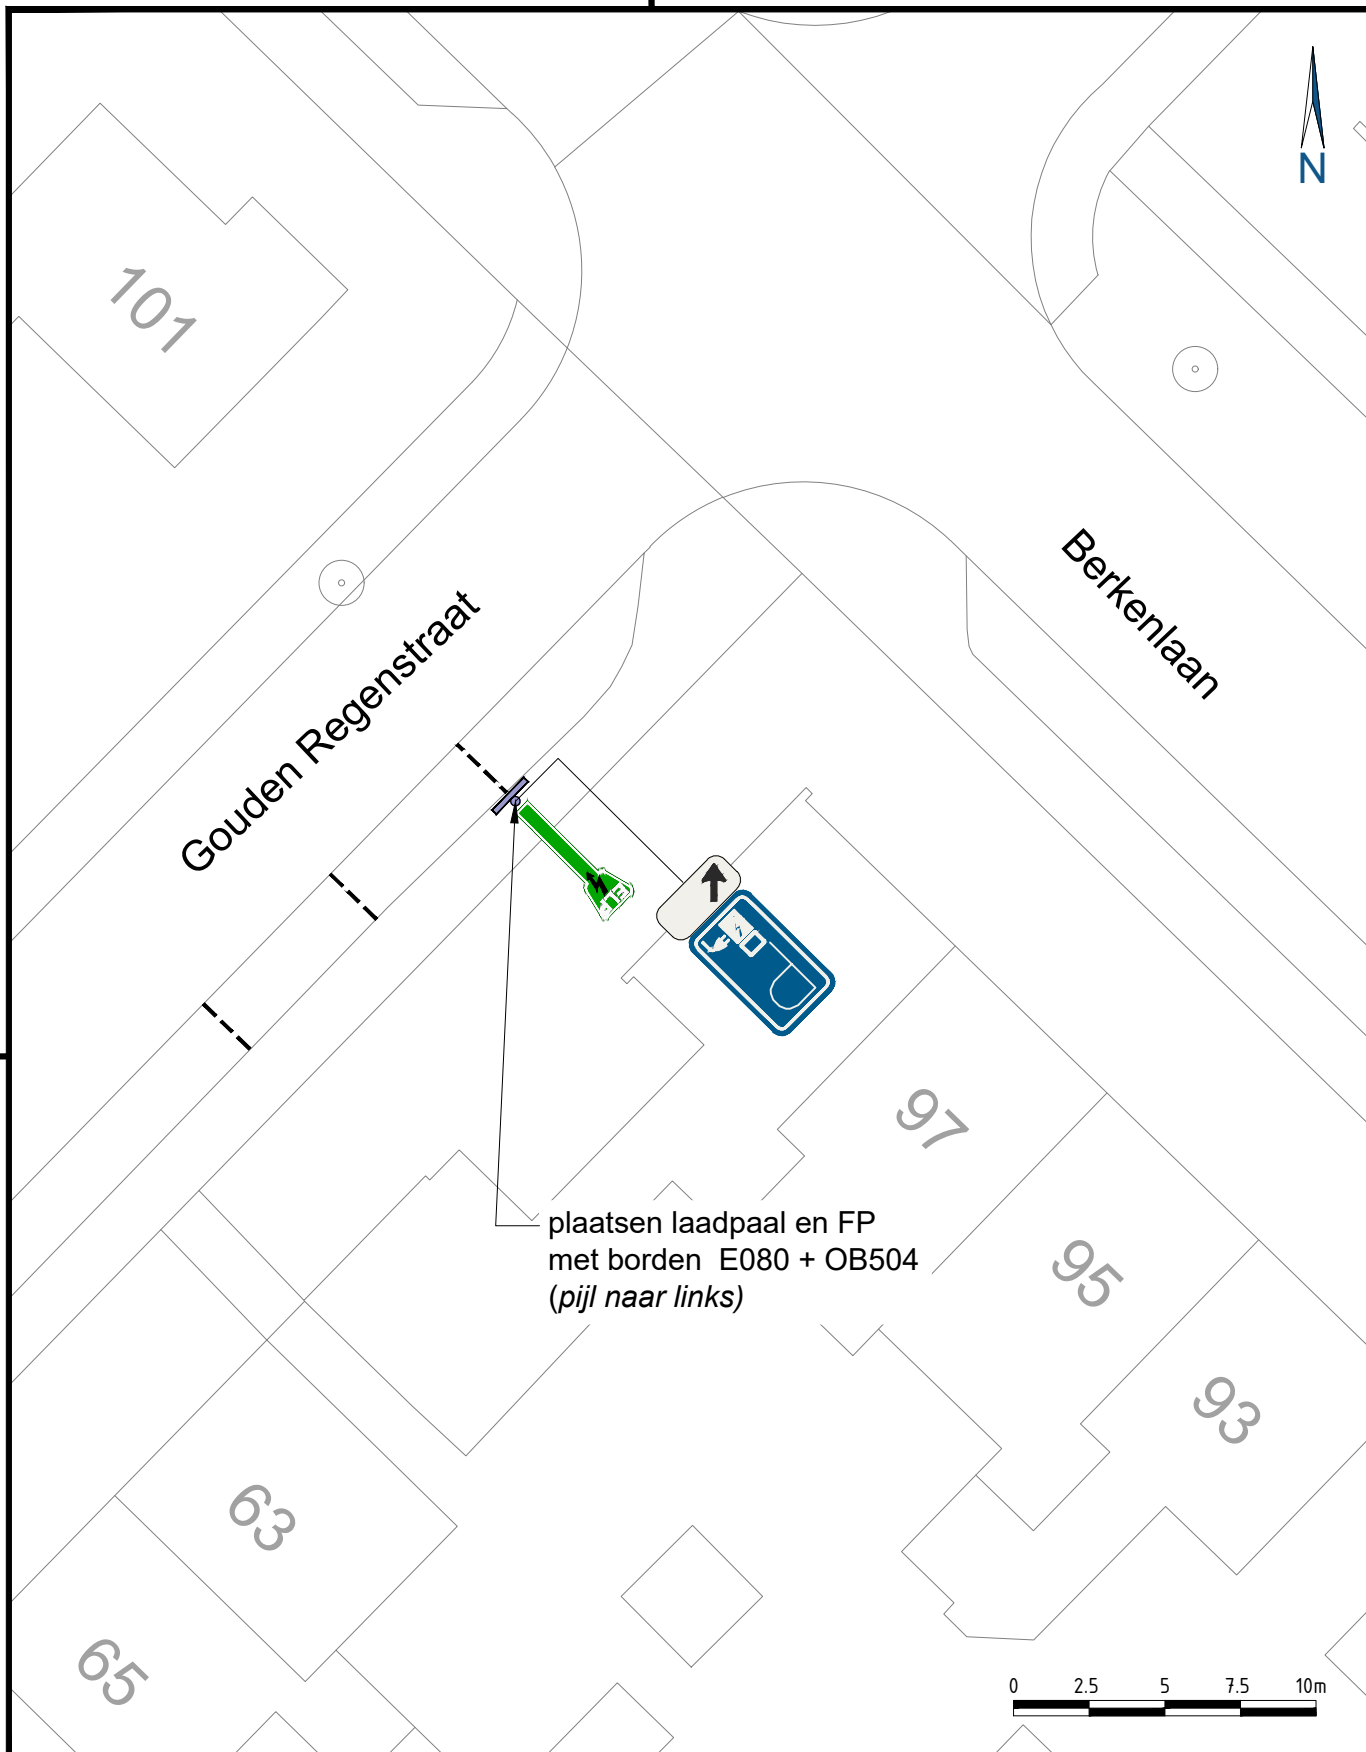 N
101
Berkenlaan
Gouden Regenstraat
97
plaatsen laadpaal en FP
met borden E080 + OB504
(pijl naar links)
95
93
63
65
0 2.5 5 7.5 10m